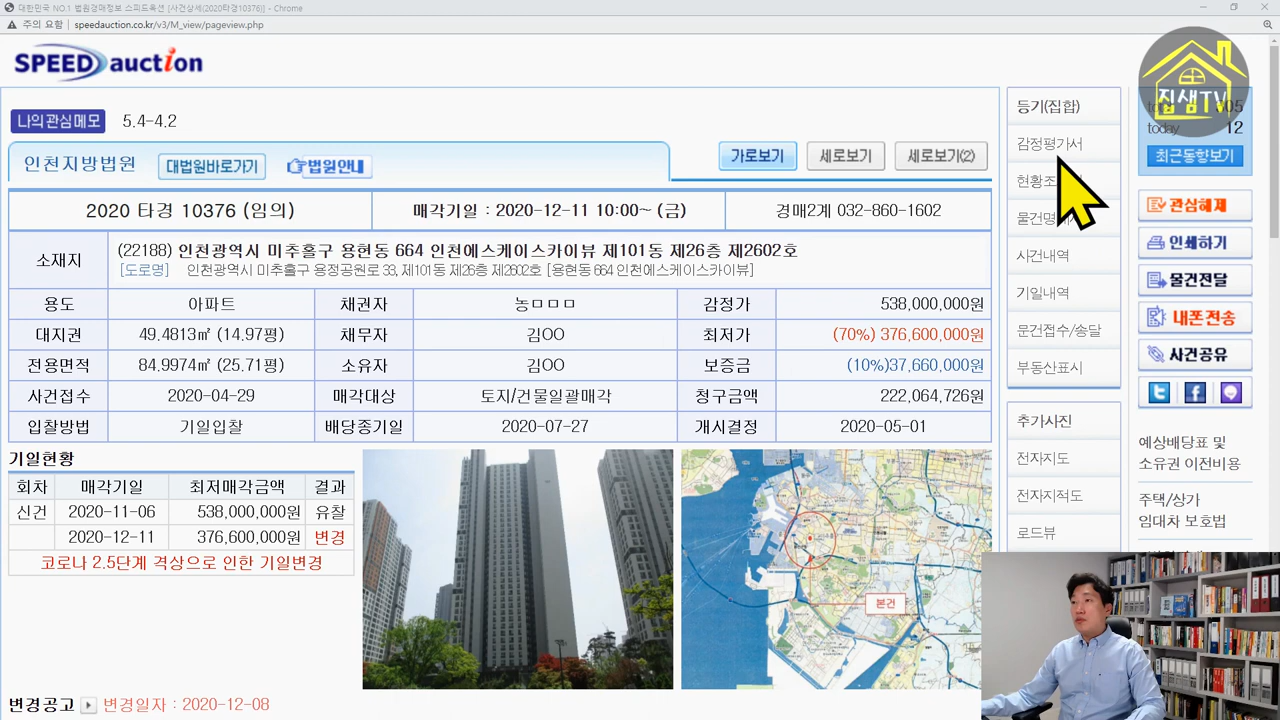 대한민국 NO.1 법원경매정보 스피드옥션 [사건상세(2020타경10376)] - Chrome
주의 요함 | speedauction.co.kr/v3/M_view/pageview.php
SPEED auction
집샘TV
나의관심메모 5.4-4.2
인천지방법원 대법원바로가기 법원안내 가로보기 세로보기 세로보기(2)
2020 타경 10376 (임의) 매각기일 : 2020-12-11 10:00~ (금) 경매2계 032-860-1602
소재지 (22188) 인천광역시 미추홀구 용현동 664 인천에스케이스카이뷰 제101동 제26층 제2602호
[도로명] 인천광역시 미추홀구 용정공원로 33, 제101동 제26층 제2602호 [용현동 664 인천에스케이스카이뷰]
용도 아파트 채권자 농ㅁㅁㅁ 감정가 538,000,000원
대지권 49.4813㎡ (14.97평) 채무자 김OO 최저가 (70%) 376,600,000원
전용면적 84.9974㎡ (25.71평) 소유자 김OO 보증금 (10%)37,660,000원
사건접수 2020-04-29 매각대상 토지/건물일괄매각 청구금액 222,064,726원
입찰방법 기일입찰 배당종기일 2020-07-27 개시결정 2020-05-01
기일현황
회차 매각기일 최저매각금액 결과
신건 2020-11-06 538,000,000원 유찰
2020-12-11 376,600,000원 변경
코로나 2.5단계 격상으로 인한 기일변경
본건
변경공고 변경일자 : 2020-12-08
등기(집합)
감정평가서
현황조
물건명
사건내역
기일내역
문건접수/송달
부동산표시
추가사진
전자지도
전자지적도
로드뷰
today 12
최근동향보기
관심해제
인쇄하기
물건전달
내폰전송
사건공유
예상배당표 및
소유권 이전비용
주택/상가
임대차 보호법